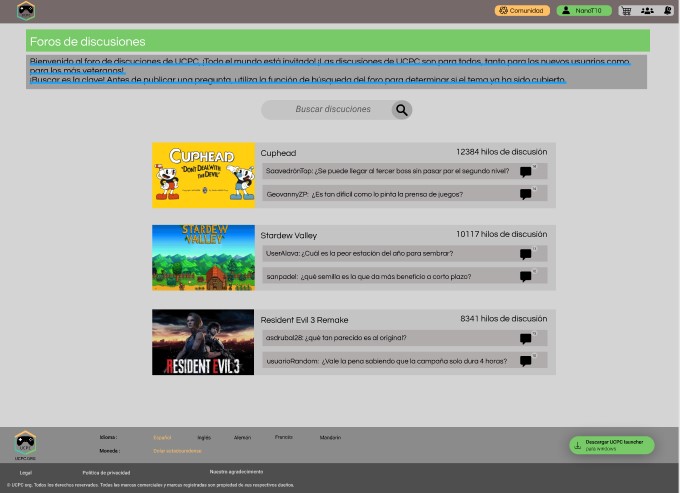 Comunidad
NandT10
Foros de discusiones
Bienvenido al foro de discuciones de UCPC. ¡Todo el mundo está invitado! ¡Las discusiones de UCPC son para todos, tanto para los nuevos usuarios como
para los más veteranos!
¡Buscar es la clave! Antes de publicar una pregunta, utiliza la función de búsqueda del foro para determinar si el tema ya ha sido cubierto.
Buscar discuciones
CUPHEAD
"DON'T DEAL WITH THE DEVIL"
Cuphead
12384 hilos de discusión
SaavedrónTop: ¿Se puede llegar al tercer boss sin pasar por el segundo nivel?
GeovannyZP: ¿Es tan difícil como lo pinta la prensa de juegos?
STARDEW VALLEY
Stardew Valley
10117 hilos de discusión
UserAlava: ¿Cuál es la peor estación del año para sembrar?
sanpadel: ¿qué semilla es la que da más beneficio a corto plazo?
RESIDENT EVIL 3
Resident Evil 3 Remake
8341 hilos de discusión
asdrubal28: ¿qué tan parecido es al original?
usuarioRandom: ¿Vale la pena sabiendo que la campaña solo dura 4 horas?
Idioma :
Español
Inglés
Alemán
Francés
Mandarín
Moneda :
Dolar estadounidense
Descargar UCPC launcher
para windows
UCPC.ORG
Legal
Política de privacidad
Nuestro agradecimiento
© UCPC org. Todos los derechos reservados. Todas las marcas comerciales y marcas registradas son propiedad de sus respectivos dueños.